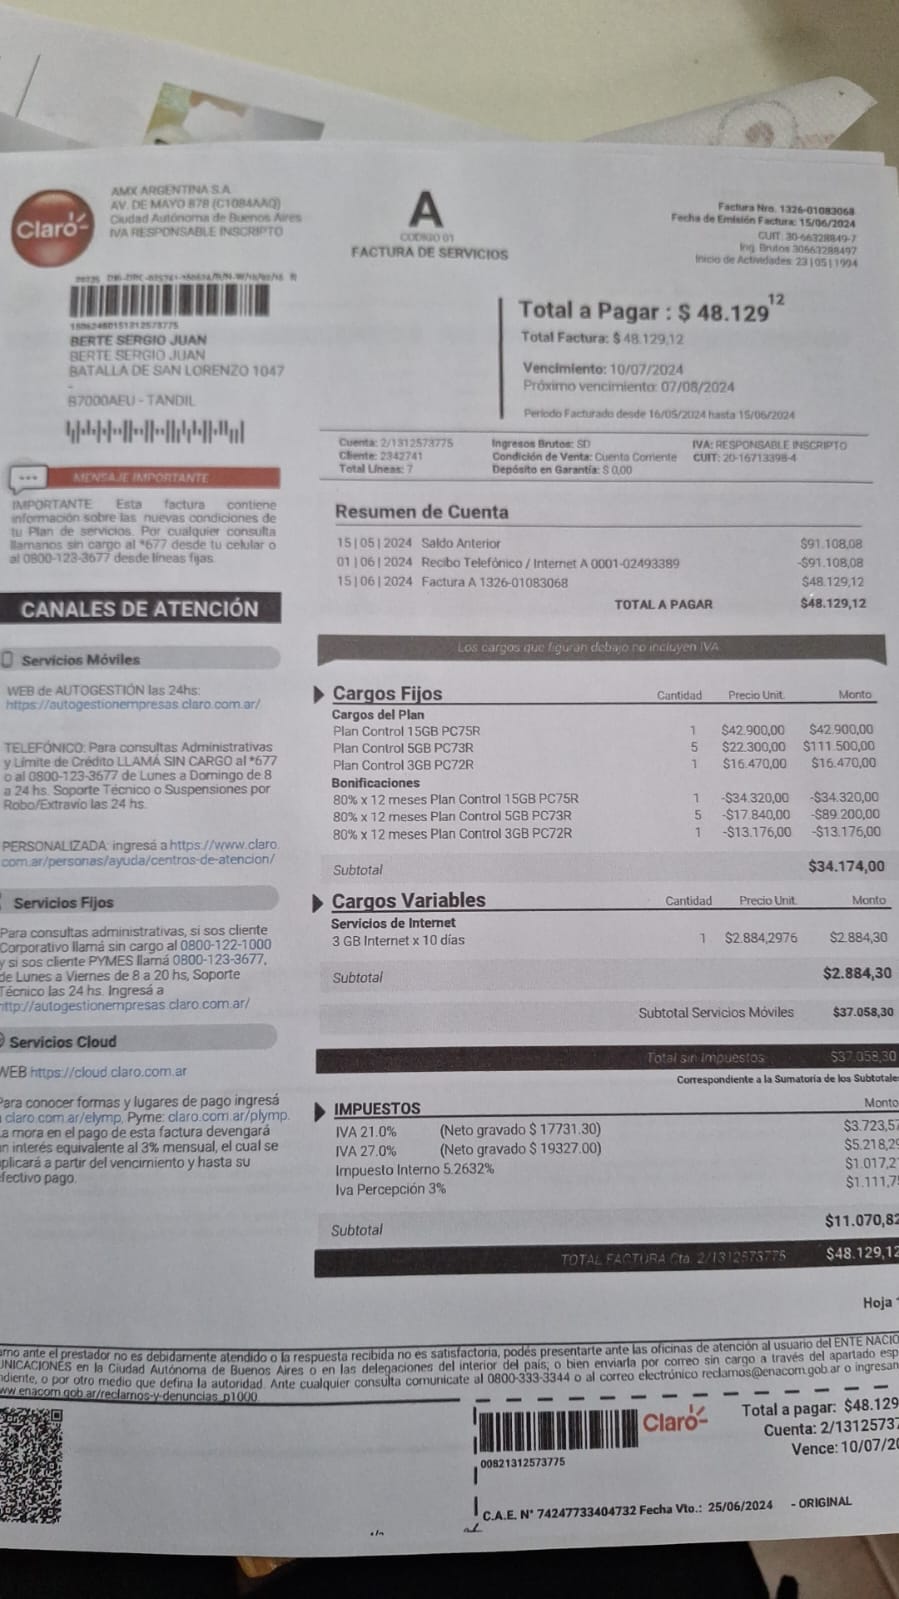 Claro
AMX ARGENTINA S.A
AV. DE MAYO 878 (C1084AAQ)
Ciudad Autónoma de Buenos Aires
IVA RESPONSABLE INSCRIPTO
A
CODIGO 01
FACTURA DE SERVICIOS
Factura Nro. 1326-01083068
Fecha de Emisión Factura: 15/06/2024
CUIT: 30-66328849-7
Ing. Brutos 30663288497
Inicio de Actividades: 23|05|1994
BERTE SERGIO JUAN
BERTE SERGIO JUAN
BATALLA DE SAN LORENZO 1047
-
B7000AEU - TANDIL
Total a Pagar : $ 48.129 12
Total Factura: $ 48.129,12
Vencimiento: 10/07/2024
Próximo vencimiento: 07/08/2024
Periodo Facturado desde 16/05/2024 hasta 15/06/2024
Cuenta: 2/1312573775
Cliente: 2342741
Total Líneas: 7
Ingresos Brutos: SD
Condición de Venta: Cuenta Corriente
Depósito en Garantía: $ 0,00
IVA: RESPONSABLE INSCRIPTO
CUIT: 20-16713398-4
MENSAJE IMPORTANTE
IMPORTANTE Esta factura contiene
información sobre las nuevas condiciones de
tu Plan de servicios. Por cualquier consulta
llamanos sin cargo al *677 desde tu celular o
al 0800-123-3677 desde líneas fijas.
CANALES DE ATENCIÓN
Servicios Móviles
WEB de AUTOGESTIÓN las 24hs:
https://autogestionempresas.claro.com.ar/
TELEFÓNICO: Para consultas Administrativas
y Límite de Crédito LLAMÁ SIN CARGO al *677
o al 0800-123-3677 de Lunes a Domingo de 8
a 24 hs. Soporte Técnico o Suspensiones por
Robo/Extravío las 24 hs.
PERSONALIZADA: ingresá a https://www.claro.
com.ar/personas/ayuda/centros-de-atencion/
Servicios Fijos
Para consultas administrativas, si sos cliente
Corporativo llamá sin cargo al 0800-122-1000
y si sos cliente PYMES llamá 0800-123-3677,
de Lunes a Viernes de 8 a 20 hs, Soporte
Técnico las 24 hs. Ingresá a
http://autogestionempresas.claro.com.ar/
Servicios Cloud
WEB https://cloud.claro.com.ar
Para conocer formas y lugares de pago ingresá
claro.com.ar/elymp, Pyme: claro.com.ar/plymp.
a mora en el pago de esta factura devengará
n interés equivalente al 3% mensual, el cual se
plicará a partir del vencimiento y hasta su
fectivo pago.
Resumen de Cuenta
15|05|2024 Saldo Anterior $91.108,08
01|06|2024 Recibo Telefónico / Internet A 0001-02493389 -$91.108,08
15|06|2024 Factura A 1326-01083068 $48.129,12
TOTAL A PAGAR $48.129,12
Los cargos que figuran debajo no incluyen IVA
Cargos Fijos Cantidad Precio Unit. Monto
Cargos del Plan
Plan Control 15GB PC75R 1 $42.900,00 $42.900,00
Plan Control 5GB PC73R 5 $22.300,00 $111.500,00
Plan Control 3GB PC72R 1 $16.470,00 $16.470,00
Bonificaciones
80% x 12 meses Plan Control 15GB PC75R 1 -$34.320,00 -$34.320,00
80% x 12 meses Plan Control 5GB PC73R 5 -$17.840,00 -$89.200,00
80% x 12 meses Plan Control 3GB PC72R 1 -$13.176,00 -$13.176,00
Subtotal $34.174,00
Cargos Variables Cantidad Precio Unit. Monto
Servicios de Internet
3 GB Internet x 10 días 1 $2.884,2976 $2.884,30
Subtotal $2.884,30
Subtotal Servicios Móviles $37.058,30
Total sin Impuestos $37.058,30
Correspondiente a la Sumatoria de los Subtotale
IMPUESTOS Monto
IVA 21.0% (Neto gravado $ 17731.30) $3.723,57
IVA 27.0% (Neto gravado $ 19327.00) $5.218,29
Impuesto Interno 5.2632% $1.017,2
Iva Percepción 3% $1.111,7
Subtotal $11.070,82
TOTAL FACTURA Cta. 2/1312573775 $48.129,12
Hoja
amo ante el prestador no es debidamente atendido o la respuesta recibida no es satisfactoria, podés presentarte ante las oficinas de atención al usuario del ENTE NACIO
UNICACIONES en la Ciudad Autónoma de Buenos Aires o en las delegaciones del interior del país; o bien enviarla por correo sin cargo a través del apartado esp
ndiente, o por otro medio que defina la autoridad. Ante cualquier consulta comunicate al 0800-333-3344 o al correo electrónico reclamos@enacom.gob.ar o ingresan
ww.enacom.gob.ar/reclamos-y-denuncias_p1000
00821312573775
Claro
Total a pagar: $48.129
Cuenta: 2/13125737
Vence: 10/07/20
C.A.E. N° 74247733404732 Fecha Vto.: 25/06/2024 - ORIGINAL